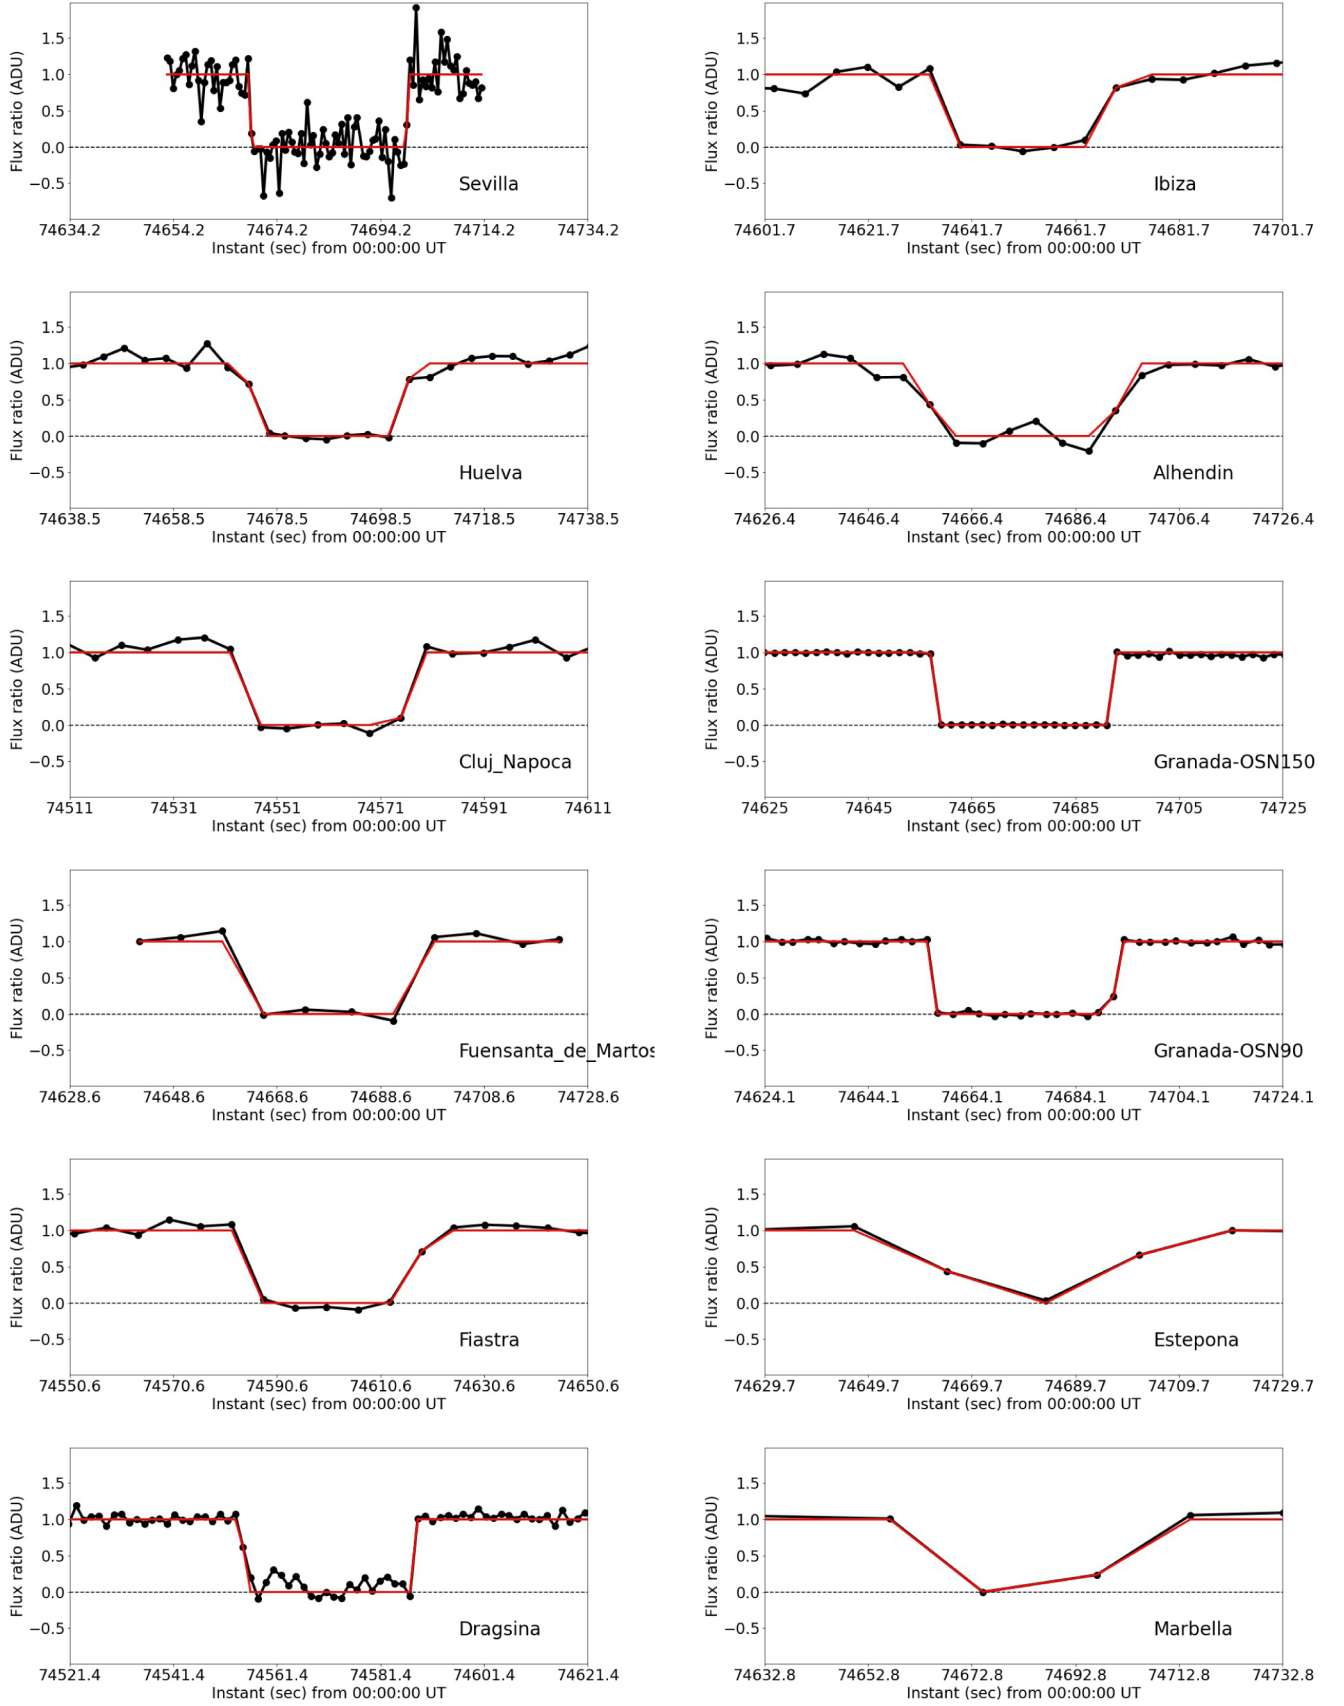 Flux ratio (ADU)
1.5
1.0
0.5
0.0
−0.5
Sevilla
74634.2 74654.2 74674.2 74694.2 74714.2 74734.2
Instant (sec) from 00:00:00 UT
Flux ratio (ADU)
1.5
1.0
0.5
0.0
−0.5
Ibiza
74601.7 74621.7 74641.7 74661.7 74681.7 74701.7
Instant (sec) from 00:00:00 UT
Flux ratio (ADU)
1.5
1.0
0.5
0.0
−0.5
Huelva
74638.5 74658.5 74678.5 74698.5 74718.5 74738.5
Instant (sec) from 00:00:00 UT
Flux ratio (ADU)
1.5
1.0
0.5
0.0
−0.5
Alhendin
74626.4 74646.4 74666.4 74686.4 74706.4 74726.4
Instant (sec) from 00:00:00 UT
Flux ratio (ADU)
1.5
1.0
0.5
0.0
−0.5
Cluj_Napoca
74511 74531 74551 74571 74591 74611
Instant (sec) from 00:00:00 UT
Flux ratio (ADU)
1.5
1.0
0.5
0.0
−0.5
Granada-OSN150
74625 74645 74665 74685 74705 74725
Instant (sec) from 00:00:00 UT
Flux ratio (ADU)
1.5
1.0
0.5
0.0
−0.5
Fuensanta_de_Martos
74628.6 74648.6 74668.6 74688.6 74708.6 74728.6
Instant (sec) from 00:00:00 UT
Flux ratio (ADU)
1.5
1.0
0.5
0.0
−0.5
Granada-OSN90
74624.1 74644.1 74664.1 74684.1 74704.1 74724.1
Instant (sec) from 00:00:00 UT
Flux ratio (ADU)
1.5
1.0
0.5
0.0
−0.5
Fiastra
74550.6 74570.6 74590.6 74610.6 74630.6 74650.6
Instant (sec) from 00:00:00 UT
Flux ratio (ADU)
1.5
1.0
0.5
0.0
−0.5
Estepona
74629.7 74649.7 74669.7 74689.7 74709.7 74729.7
Instant (sec) from 00:00:00 UT
Flux ratio (ADU)
1.5
1.0
0.5
0.0
−0.5
Dragsina
74521.4 74541.4 74561.4 74581.4 74601.4 74621.4
Instant (sec) from 00:00:00 UT
Flux ratio (ADU)
1.5
1.0
0.5
0.0
−0.5
Marbella
74632.8 74652.8 74672.8 74692.8 74712.8 74732.8
Instant (sec) from 00:00:00 UT